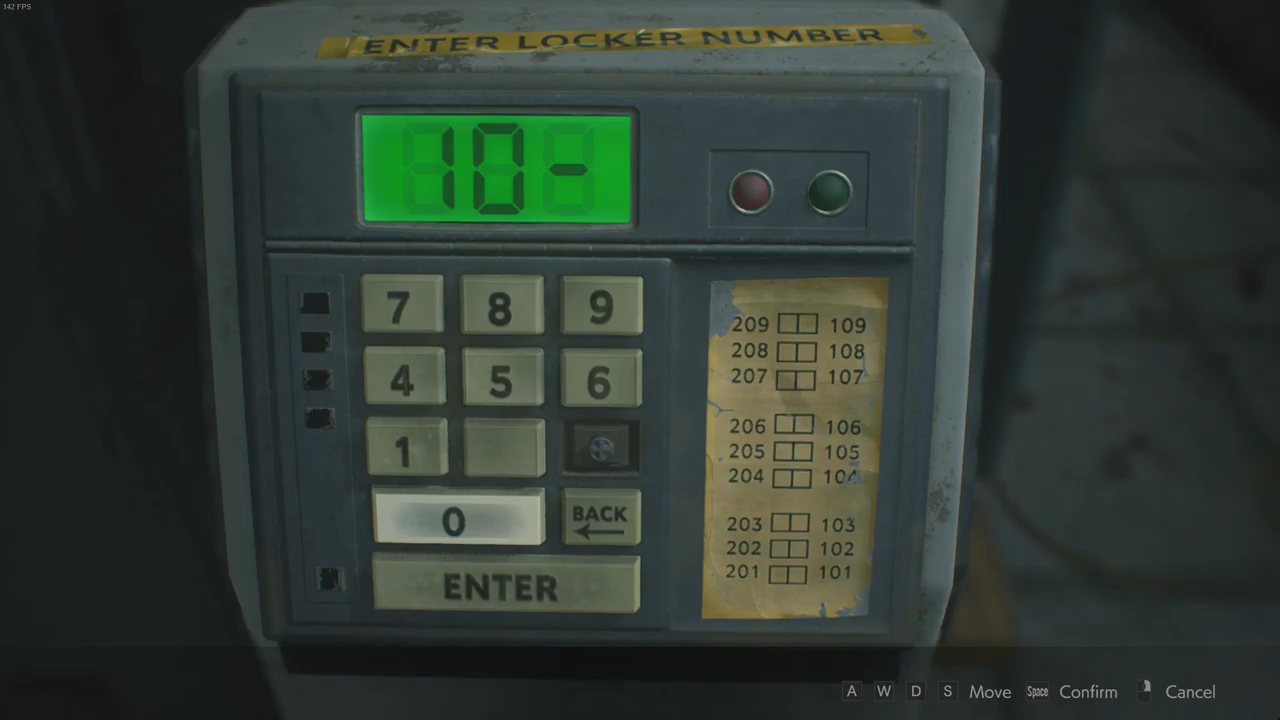 142 FPS
ENTER LOCKER NUMBER
10-
7 8 9
4 5 6
1
0 BACK
ENTER
209 109
208 108
207 107
206 106
205 105
204 104
203 103
202 102
201 101
A W D S Move Space Confirm Cancel